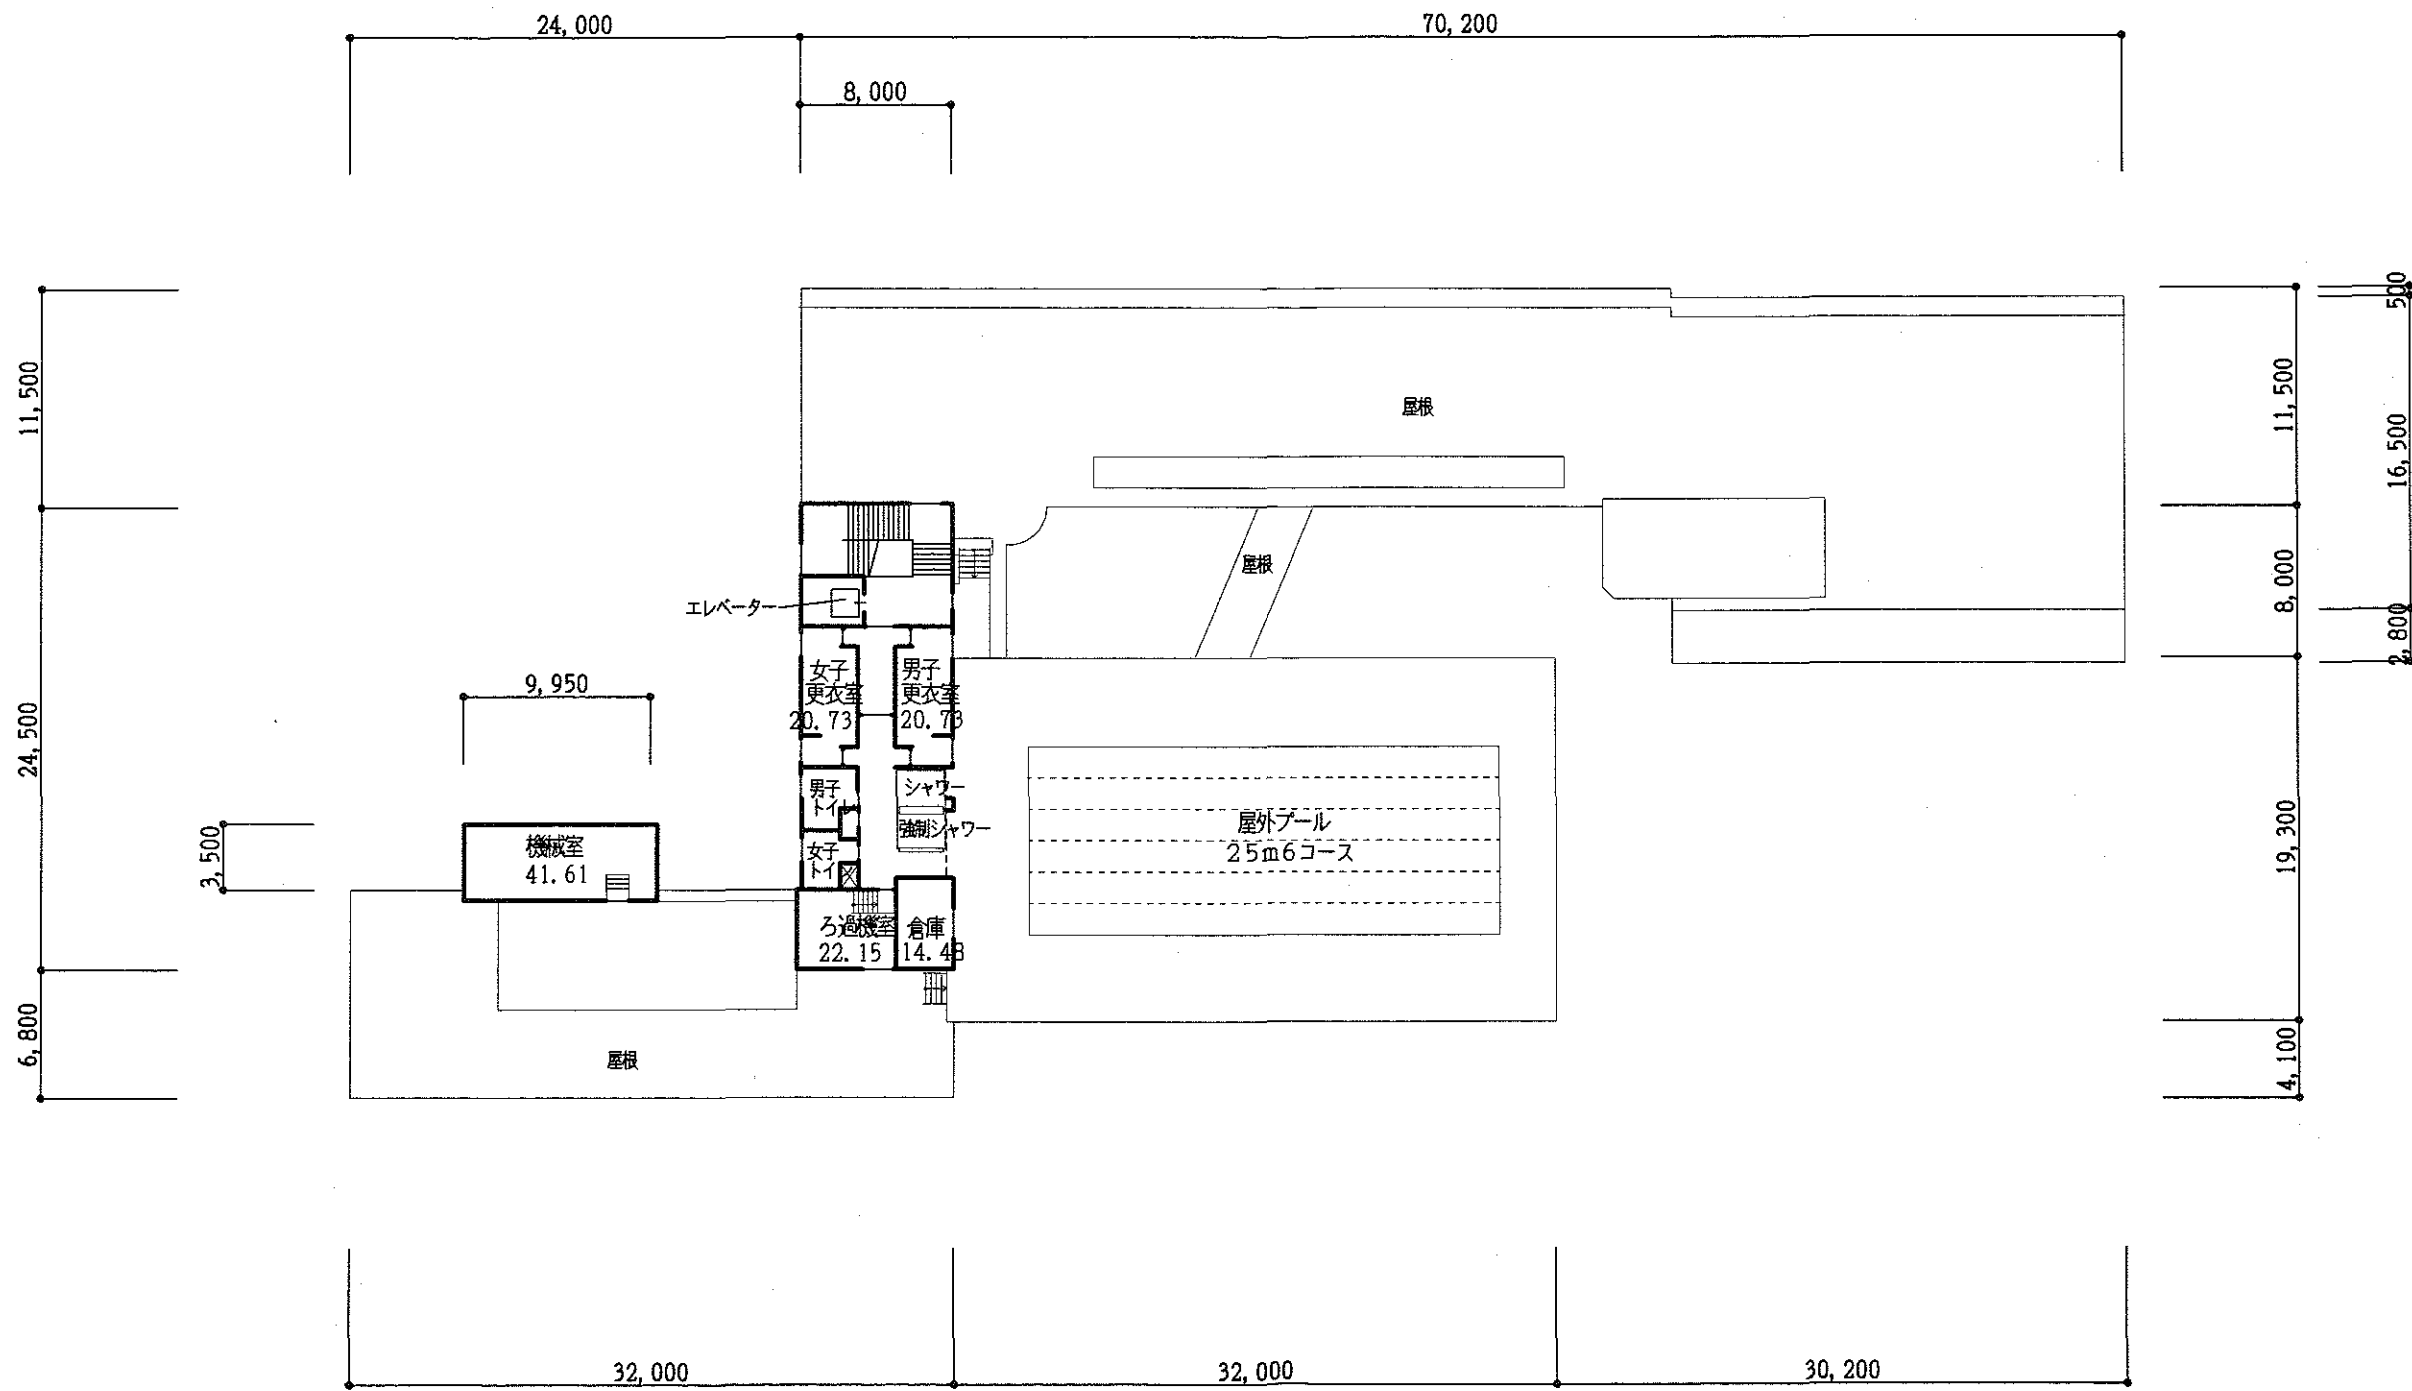 24,000
70,200
8,000
500
11,500
11,500
16,500
屋根
屋根
8,000
2,800
エレベーター
女子
更衣室
20.73
男子
更衣室
20.73
9,950
24,500
男子
トイレ
シャワー
強制シャワー
女子
トイ
屋外プール
25m6コース
19,300
3,500
機械室
41.61
ろ過機室
22.15
倉庫
14.48
屋根
6,800
4,100
32,000
32,000
30,200